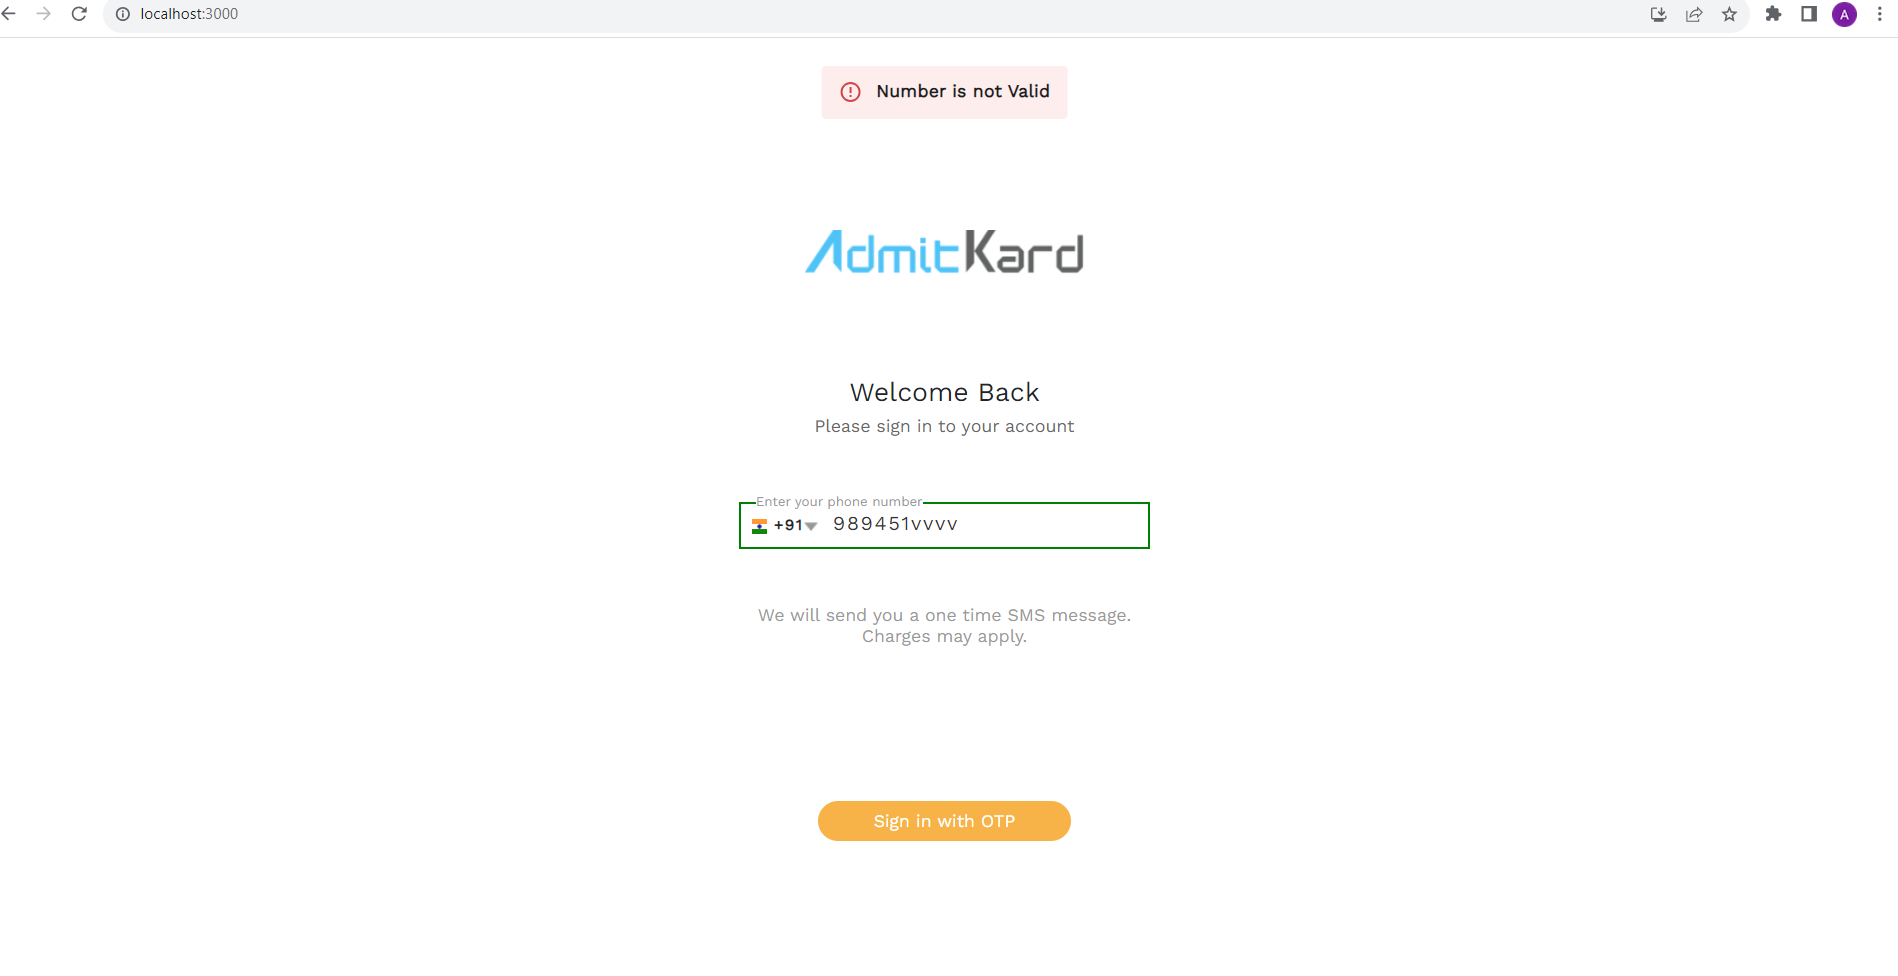 localhost:3000
A
Number is not Valid
AdmitKard
Welcome Back
Please sign in to your account
Enter your phone number
+91 989451vvvv
We will send you a one time SMS message.
Charges may apply.
Sign in with OTP